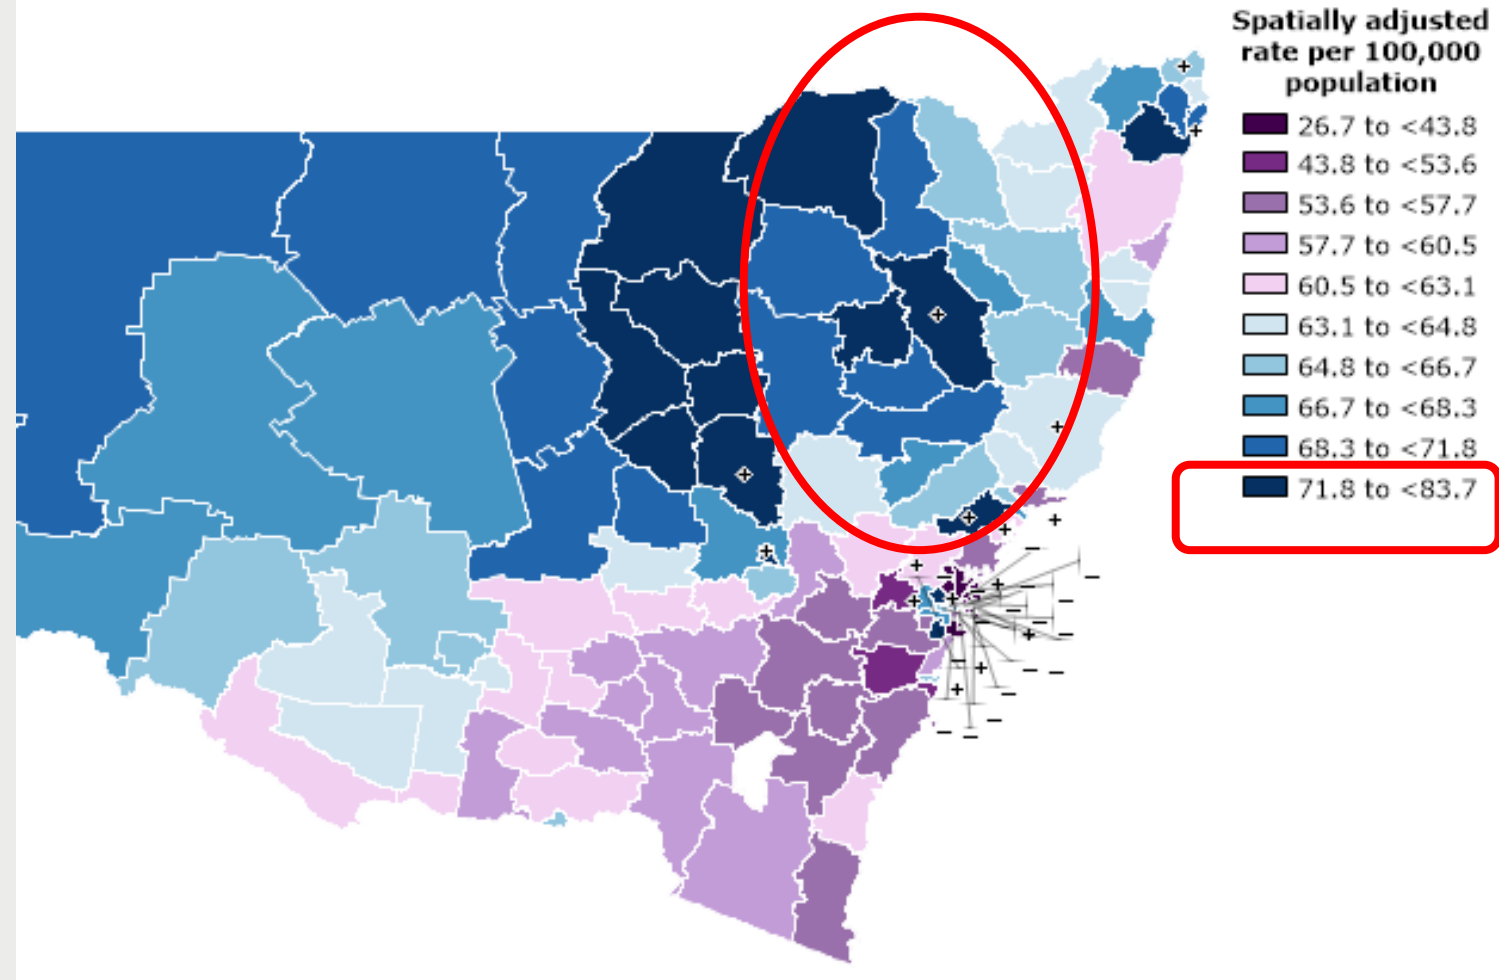 Spatially adjusted
rate per 100,000
population
26.7 to <43.8
43.8 to <53.6
53.6 to <57.7
57.7 to <60.5
60.5 to <63.1
63.1 to <64.8
64.8 to <66.7
66.7 to <68.3
68.3 to <71.8
71.8 to <83.7